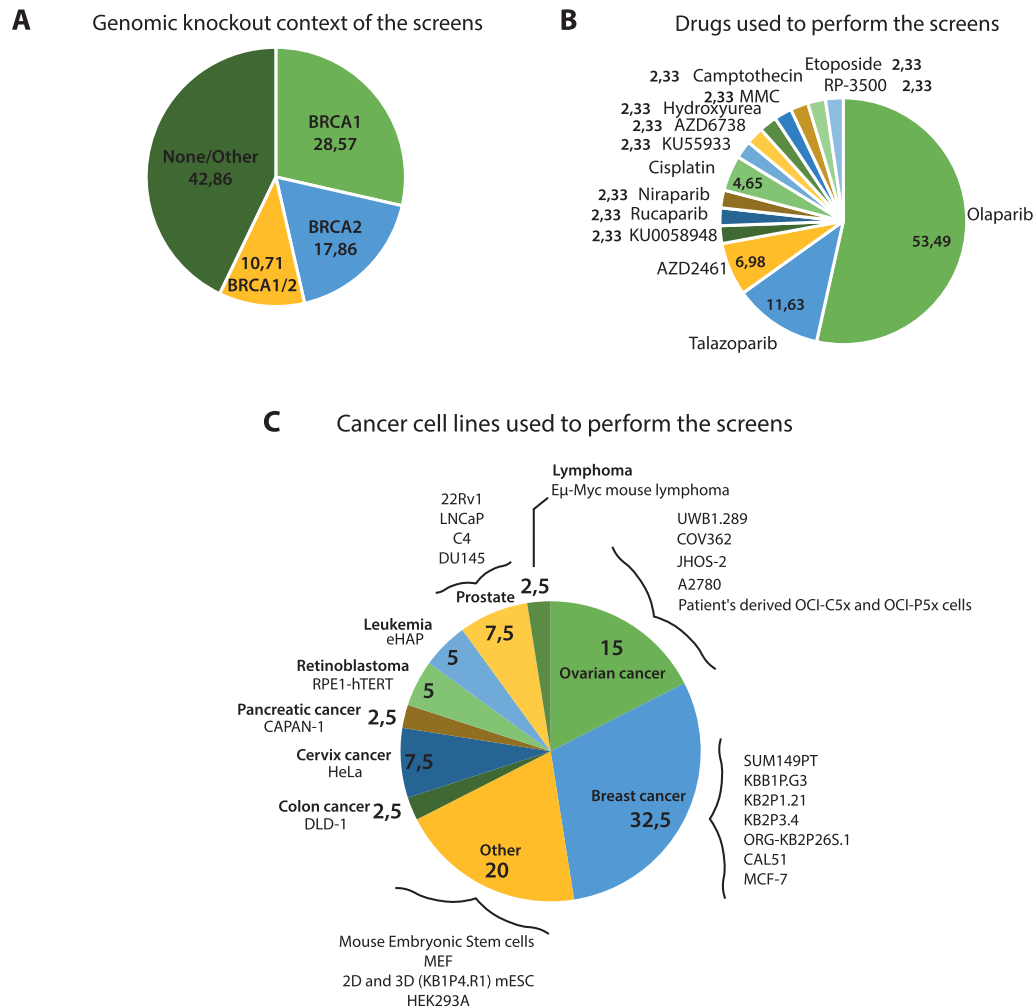 A
Genomic knockout context of the screens
BRCA1
28,57
None/Other
42,86
BRCA2
17,86
10,71
BRCA1/2
B
Drugs used to perform the screens
Etoposide 2,33
2,33 Camptothecin
RP-3500 2,33
2,33 MMC
2,33 Hydroxyurea
2,33 AZD6738
2,33 KU55933
Cisplatin
4,65
2,33 Niraparib
2,33 Rucaparib
2,33 KU0058948
AZD2461
6,98
11,63
Talazoparib
Olaparib
53,49
C
Cancer cell lines used to perform the screens
Lymphoma
Eμ-Myc mouse lymphoma
2,5
22Rv1
LNCaP
C4
DU145
Prostate
7,5
UWB1.289
COV362
JHOS-2
A2780
Patient's derived OCI-C5x and OCI-P5x cells
15
Ovarian cancer
Leukemia
eHAP
5
Retinoblastoma
RPE1-hTERT
5
Pancreatic cancer
CAPAN-1
2,5
Cervix cancer
HeLa
7,5
Colon cancer
DLD-1
2,5
Breast cancer
32,5
SUM149PT
KBB1P.G3
KB2P1.21
KB2P3.4
ORG-KB2P26S.1
CAL51
MCF-7
Other
20
Mouse Embryonic Stem cells
MEF
2D and 3D (KB1P4.R1) mESC
HEK293A